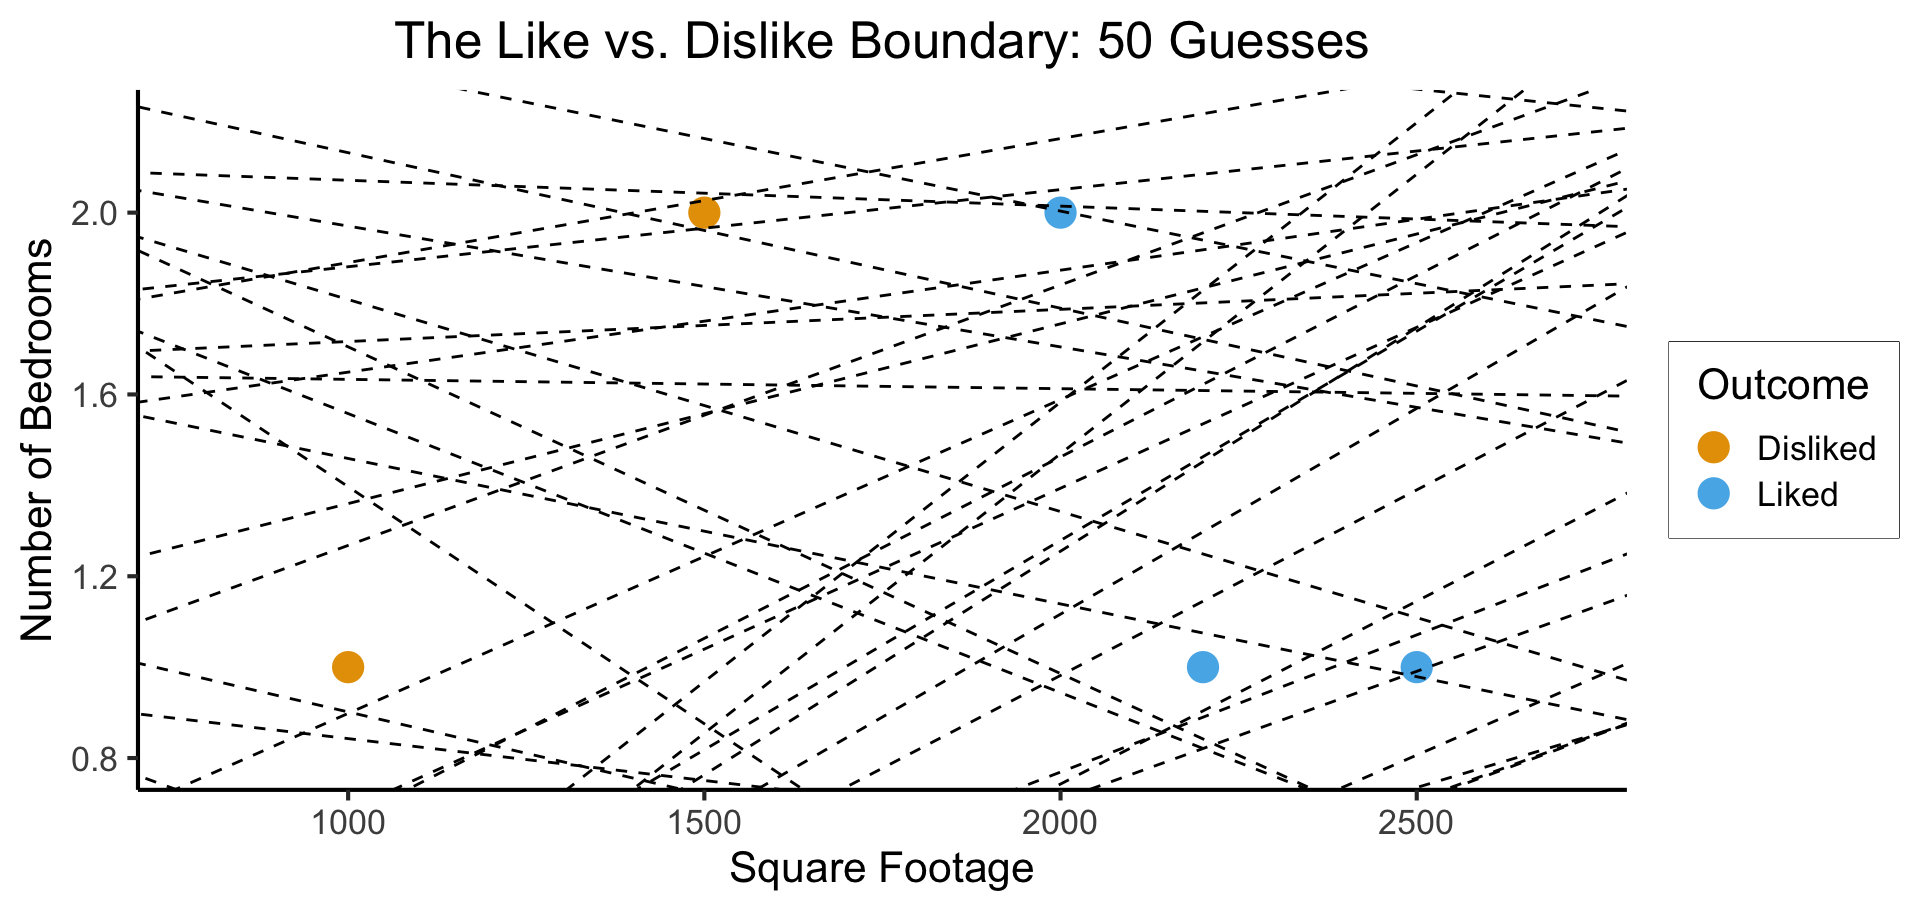 The Like vs. Dislike Boundary: 50 Guesses
Number of Bedrooms
2.0
1.6
1.2
0.8
1000
1500
2000
2500
Square Footage
Outcome
Disliked
Liked